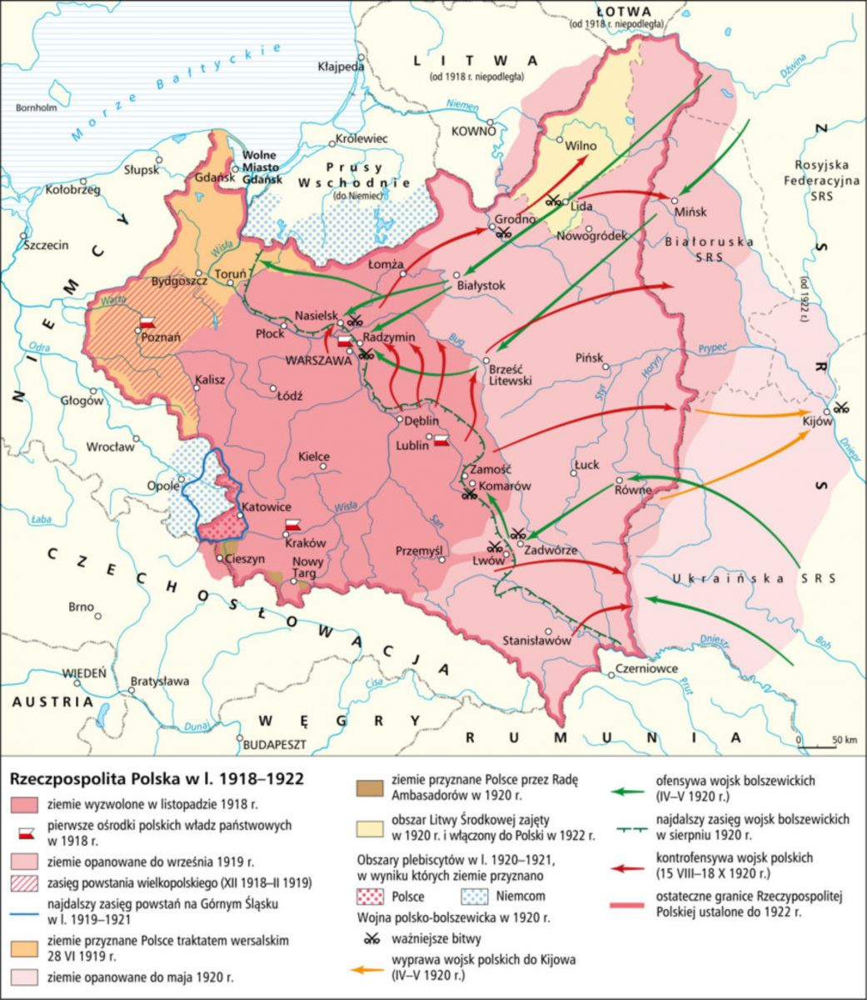 ŁOTWA
(od 1918 r. niepodległa)
LITWA
(od 1918 r. niepodległa)
Kłajpeda
Dźwina
Morze Bałtyckie
Bornholm
Niemen
KOWNO
Królewiec
Wilno
Wolne
Miasto
Gdańsk
Gdańsk
Prusy
Wschodnie
(do Niemiec)
Słupsk
Kołobrzeg
Szczecin
NIEMCY
Rosyjska
Federacyjna
SRS
ZSRS
(od 1922 r.)
Lida
Mińsk
Grodno
Nowogródek
Białoruska
SRS
Wisła
Toruń
Bydgoszcz
Łomża
Białystok
Warta
Poznań
Nasielsk
Płock
Radzymin
WARSZAWA
Bug
Brześć
Litewski
Pińsk
Prypeć
Horyń
Styr
Odra
Głogów
Kalisz
Łódź
Dęblin
Lublin
Kijów
Dniepr
Wrocław
Kielce
Zamość
Komarów
Łuck
Równe
Opole
Katowice
Wisła
San
Łaba
Kraków
Cieszyn
Nowy
Targ
Przemyśl
Lwów
Zadwórze
Ukraińska SRS
CZECHOSŁOWACJA
Brno
Stanisławów
Dniestr
Boh
Czerniowce
Prut
WIEDEŃ
Bratysława
Cisa
AUSTRIA
Dunaj
WĘGRY
BUDAPESZT
RUMUNIA
0 50 km
Rzeczpospolita Polska w l. 1918–1922
ziemie wyzwolone w listopadzie 1918 r.
pierwsze ośrodki polskich władz państwowych
w 1918 r.
ziemie opanowane do września 1919 r.
zasięg powstania wielkopolskiego (XII 1918–II 1919)
najdalszy zasięg powstań na Górnym Śląsku
w l. 1919–1921
ziemie przyznane Polsce traktatem wersalskim
28 VI 1919 r.
ziemie opanowane do maja 1920 r.
ziemie przyznane Polsce przez Radę
Ambasadorów w 1920 r.
obszar Litwy Środkowej zajęty
w 1920 r. i włączony do Polski w 1922 r.
Obszary plebiscytów w l. 1920–1921,
w wyniku których ziemie przyznano
Polsce
Niemcom
Wojna polsko-bolszewicka w 1920 r.
ważniejsze bitwy
wyprawa wojsk polskich do Kijowa
(IV–V 1920 r.)
ofensywa wojsk bolszewickich
(IV–V 1920 r.)
najdalszy zasięg wojsk bolszewickich
w sierpniu 1920 r.
kontrofensywa wojsk polskich
(15 VIII–18 X 1920 r.)
ostateczne granice Rzeczypospolitej
Polskiej ustalone do 1922 r.